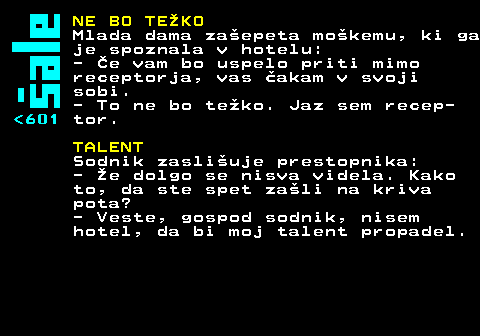 Šale
<601
NE BO TEŽKO
Mlada dama zašepeta moškemu, ki ga
je spoznala v hotelu:
- Če vam bo uspelo priti mimo
receptorja, vas čakam v svoji
sobi.
- To ne bo težko. Jaz sem recep-
tor.
TALENT
Sodnik zaslišuje prestopnika:
- Že dolgo se nisva videla. Kako
to, da ste spet zašli na kriva
pota?
- Veste, gospod sodnik, nisem
hotel, da bi moj talent propadel.